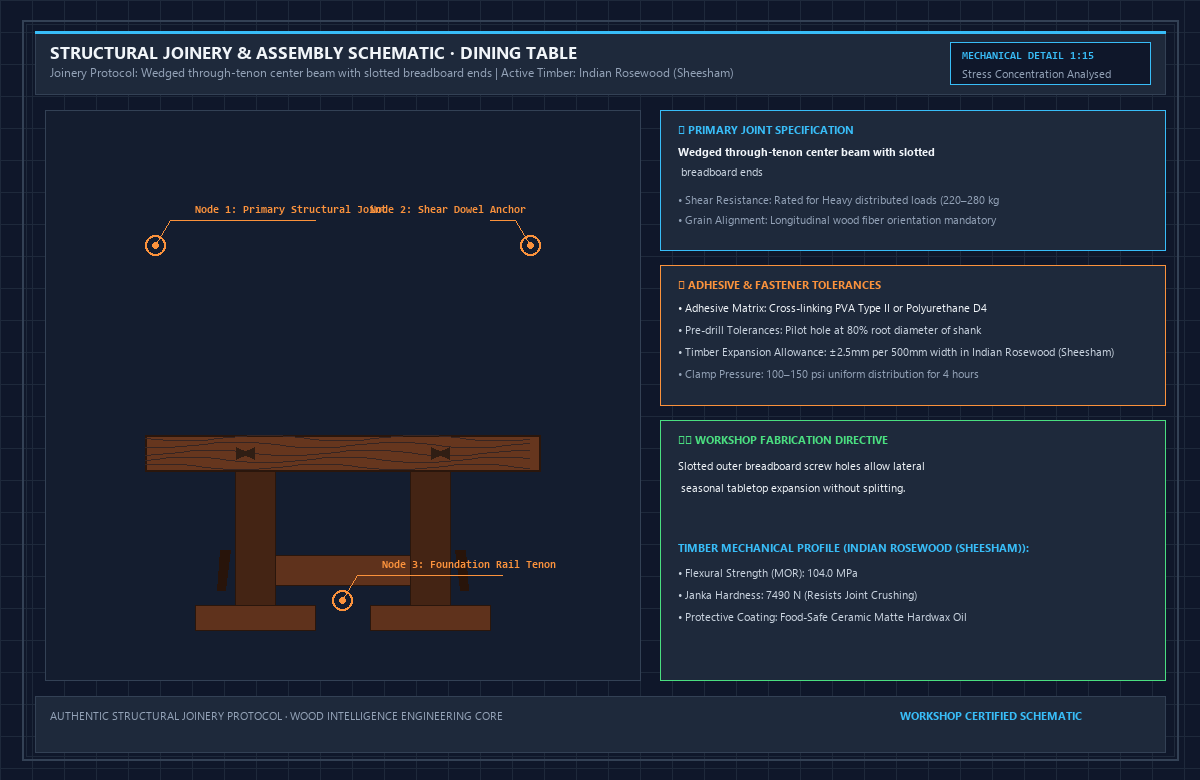 STRUCTURAL JOINERY & ASSEMBLY SCHEMATIC · DINING TABLE
Joinery Protocol: Wedged through-tenon center beam with slotted breadboard ends | Active Timber: Indian Rosewood (Sheesham)
MECHANICAL DETAIL 1:15
Stress Concentration Analysed
Node 1: Primary Structural Joint
Node 2: Shear Dowel Anchor
Node 3: Foundation Rail Tenon
PRIMARY JOINT SPECIFICATION
Wedged through-tenon center beam with slotted
breadboard ends
• Shear Resistance: Rated for Heavy distributed loads (220–280 kg
• Grain Alignment: Longitudinal wood fiber orientation mandatory
ADHESIVE & FASTENER TOLERANCES
• Adhesive Matrix: Cross-linking PVA Type II or Polyurethane D4
• Pre-drill Tolerances: Pilot hole at 80% root diameter of shank
• Timber Expansion Allowance: ±2.5mm per 500mm width in Indian Rosewood (Sheesham)
• Clamp Pressure: 100–150 psi uniform distribution for 4 hours
WORKSHOP FABRICATION DIRECTIVE
Slotted outer breadboard screw holes allow lateral
seasonal tabletop expansion without splitting.
TIMBER MECHANICAL PROFILE (INDIAN ROSEWOOD (SHEESHAM)):
• Flexural Strength (MOR): 104.0 MPa
• Janka Hardness: 7490 N (Resists Joint Crushing)
• Protective Coating: Food-Safe Ceramic Matte Hardwax Oil
AUTHENTIC STRUCTURAL JOINERY PROTOCOL · WOOD INTELLIGENCE ENGINEERING CORE
WORKSHOP CERTIFIED SCHEMATIC